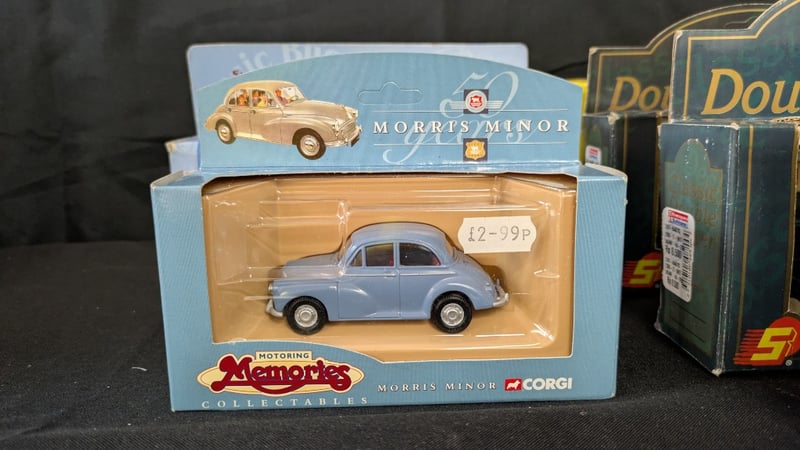 50
years
MORRIS MINOR
£2-99P
MOTORING
Memories
COLLECTABLES
MORRIS MINOR
CORGI
Dou
Dou